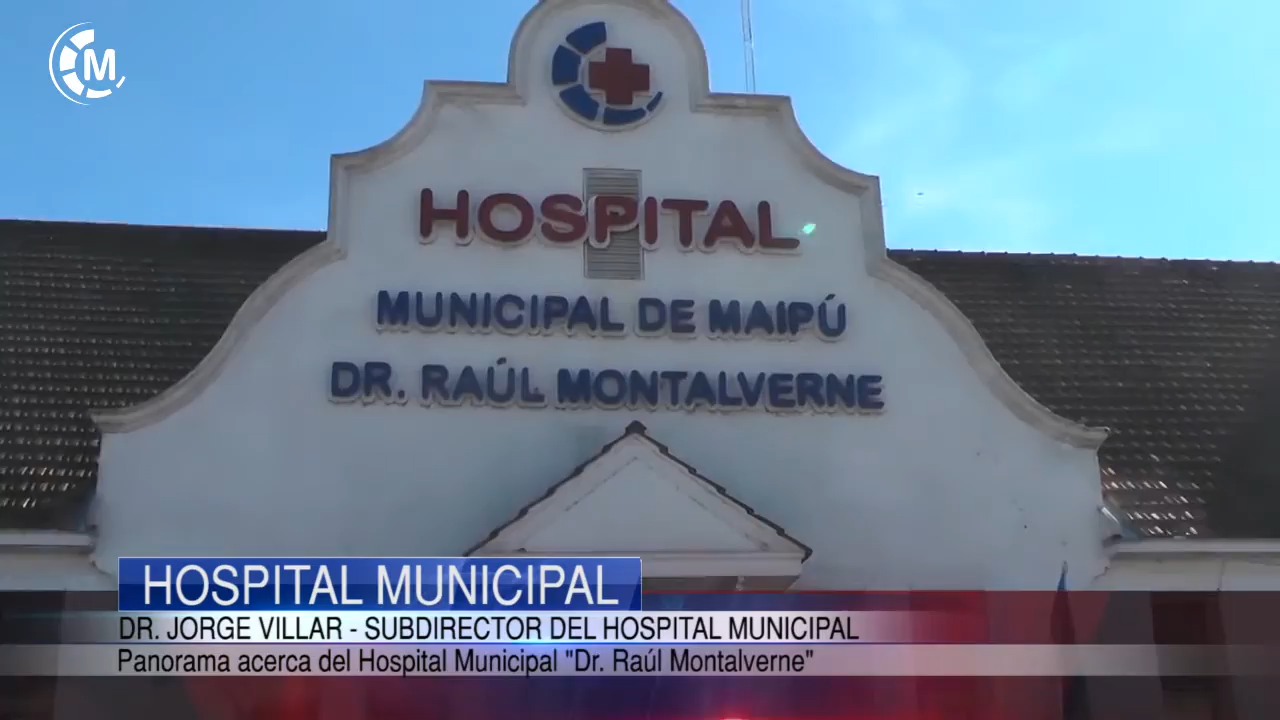 M
HOSPITAL
MUNICIPAL DE MAIPÚ
DR. RAÚL MONTALVERNE
HOSPITAL MUNICIPAL
DR. JORGE VILLAR - SUBDIRECTOR DEL HOSPITAL MUNICIPAL
Panorama acerca del Hospital Municipal "Dr. Raúl Montalverne"